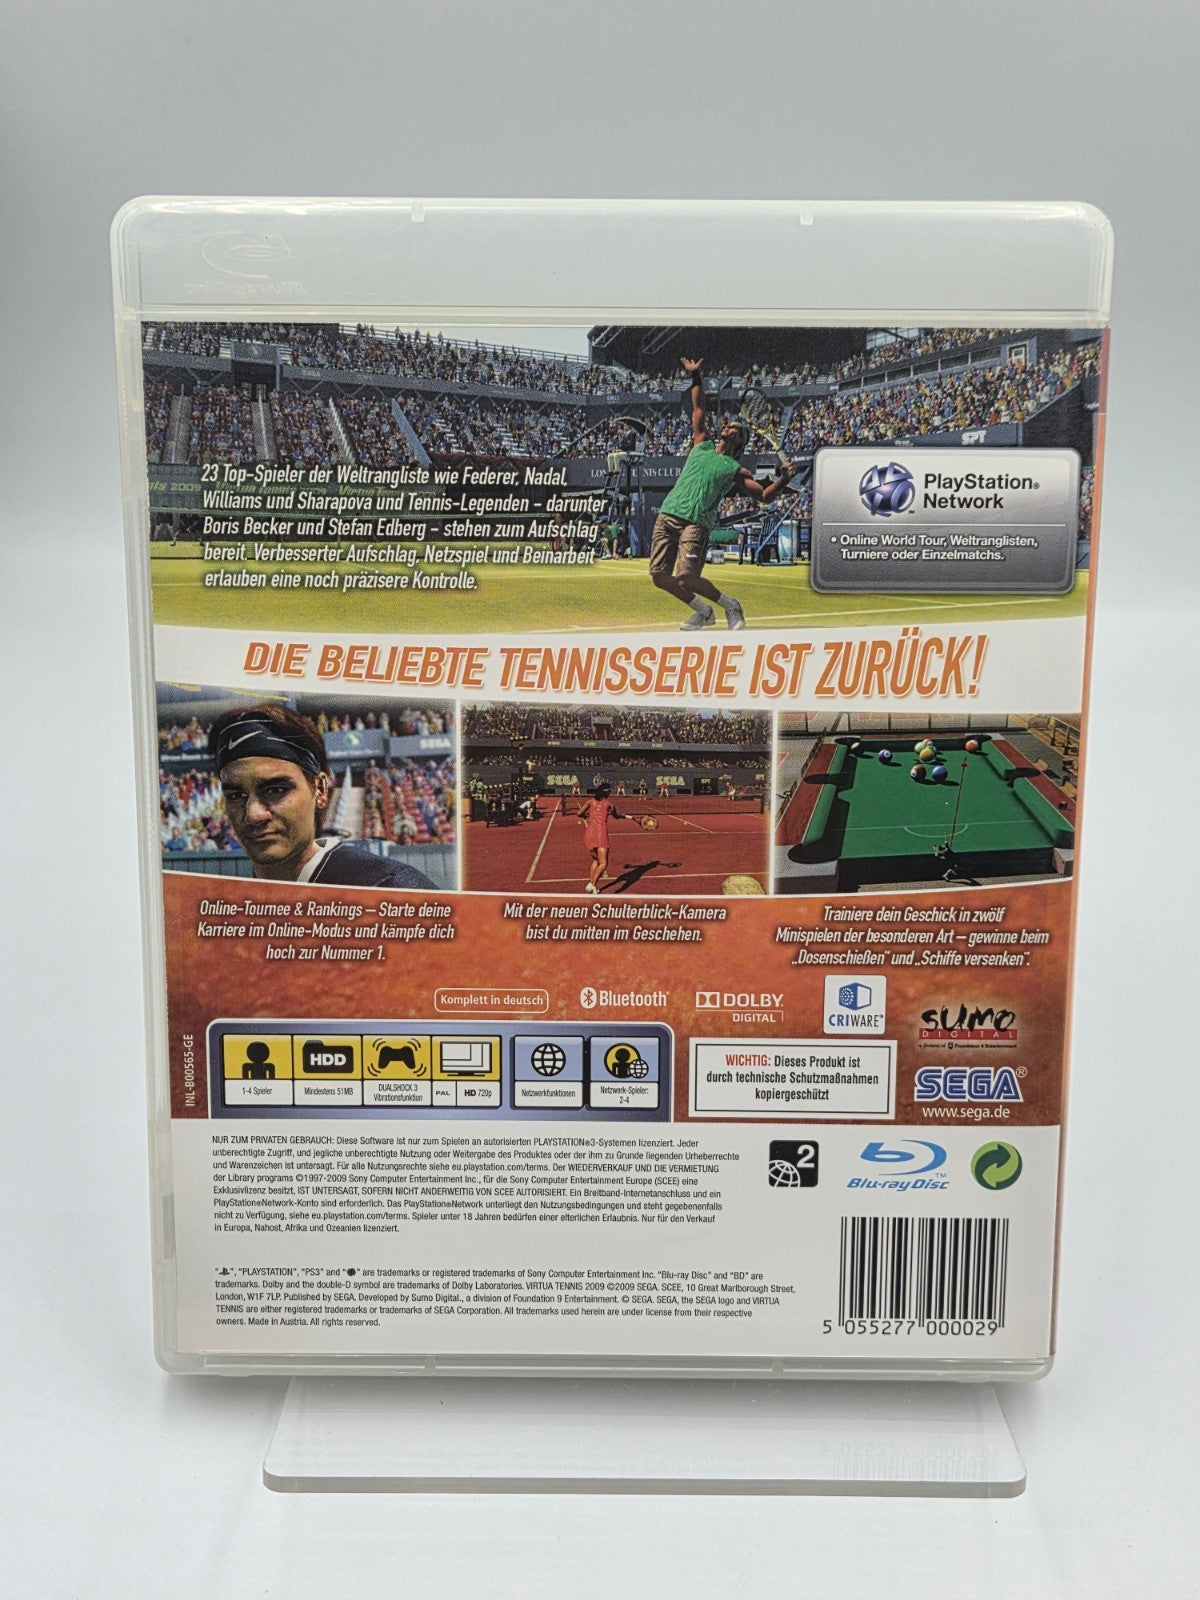 23 Top-Spieler der Weltrangliste wie Federer, Nadal,
Williams und Sharapova und Tennis-Legenden – darunter
Boris Becker und Stefan Edberg – stehen zum Aufschlag
bereit. Verbesserter Aufschlag, Netzspiel und Beinarbeit
erlauben eine noch präzisere Kontrolle.
SPT
PlayStation®
Network
• Online World Tour, Weltranglisten,
Turniere oder Einzelmatchs.
DIE BELIEBTE TENNISSERIE IST ZURÜCK!
SEGA
SEGA
SEGA
Online-Tournee & Rankings – Starte deine
Karriere im Online-Modus und kämpfe dich
hoch zur Nummer 1.
Mit der neuen Schulterblick-Kamera
bist du mitten im Geschehen.
Trainiere dein Geschick in zwölf
Minispielen der besonderen Art – gewinne beim
„Dosenschießen“ und „Schiffe versenken“.
Komplett in deutsch
Bluetooth®
DOLBY
DIGITAL
CRIWARE™
SUMO
DIGITAL
INL-B00565-GE
1-4 Spieler
HDD
Mindestens 51MB
DUALSHOCK 3
Vibrationsfunktion
PAL
HD 720p
Netzwerkfunktionen
Netzwerk-Spieler:
2-4
WICHTIG: Dieses Produkt ist
durch technische Schutzmaßnahmen
kopiergeschützt
SEGA®
www.sega.de
NUR ZUM PRIVATEN GEBRAUCH: Diese Software ist nur zum Spielen an autorisierten PLAYSTATION®3-Systemen lizenziert. Jeder
unberechtigte Zugriff, und jegliche unberechtigte Nutzung oder Weitergabe des Produktes oder der ihm zu Grunde liegenden Urheberrechte
und Warenzeichen ist untersagt. Für alle Nutzungsrechte siehe eu.playstation.com/terms. Der WIEDERVERKAUF UND DIE VERMIETUNG
der Library programs ©1997-2009 Sony Computer Entertainment Inc., für die Sony Computer Entertainment Europe (SCEE) eine
Exklusivlizenz besitzt, IST UNTERSAGT, SOFERN NICHT ANDERWEITIG VON SCEE AUTORISIERT. Ein Breitband-Internetanschluss und ein
PlayStation®Network-Konto sind erforderlich. Das PlayStation®Network unterliegt den Nutzungsbedingungen und steht gegebenenfalls
nicht zu Verfügung, siehe eu.playstation.com/terms. Spieler unter 18 Jahren bedürfen einer elterlichen Erlaubnis. Nur für den Verkauf
in Europa, Nahost, Afrika und Ozeanien lizenziert.
2
Blu-ray Disc™
"", "PLAYSTATION", "PS3" and "" are trademarks or registered trademarks of Sony Computer Entertainment Inc. "Blu-ray Disc" and "BD" are
trademarks. Dolby and the double-D symbol are trademarks of Dolby Laboratories. VIRTUA TENNIS 2009 ©2009 SEGA. SCEE, 10 Great Marlborough Street,
London, W1F 7LP. Published by SEGA. Developed by Sumo Digital., a division of Foundation 9 Entertainment. © SEGA. SEGA, the SEGA logo and VIRTUA
TENNIS are either registered trademarks or trademarks of SEGA Corporation. All trademarks used herein are under license from their respective
owners. Made in Austria. All rights reserved.
5 055277 000029